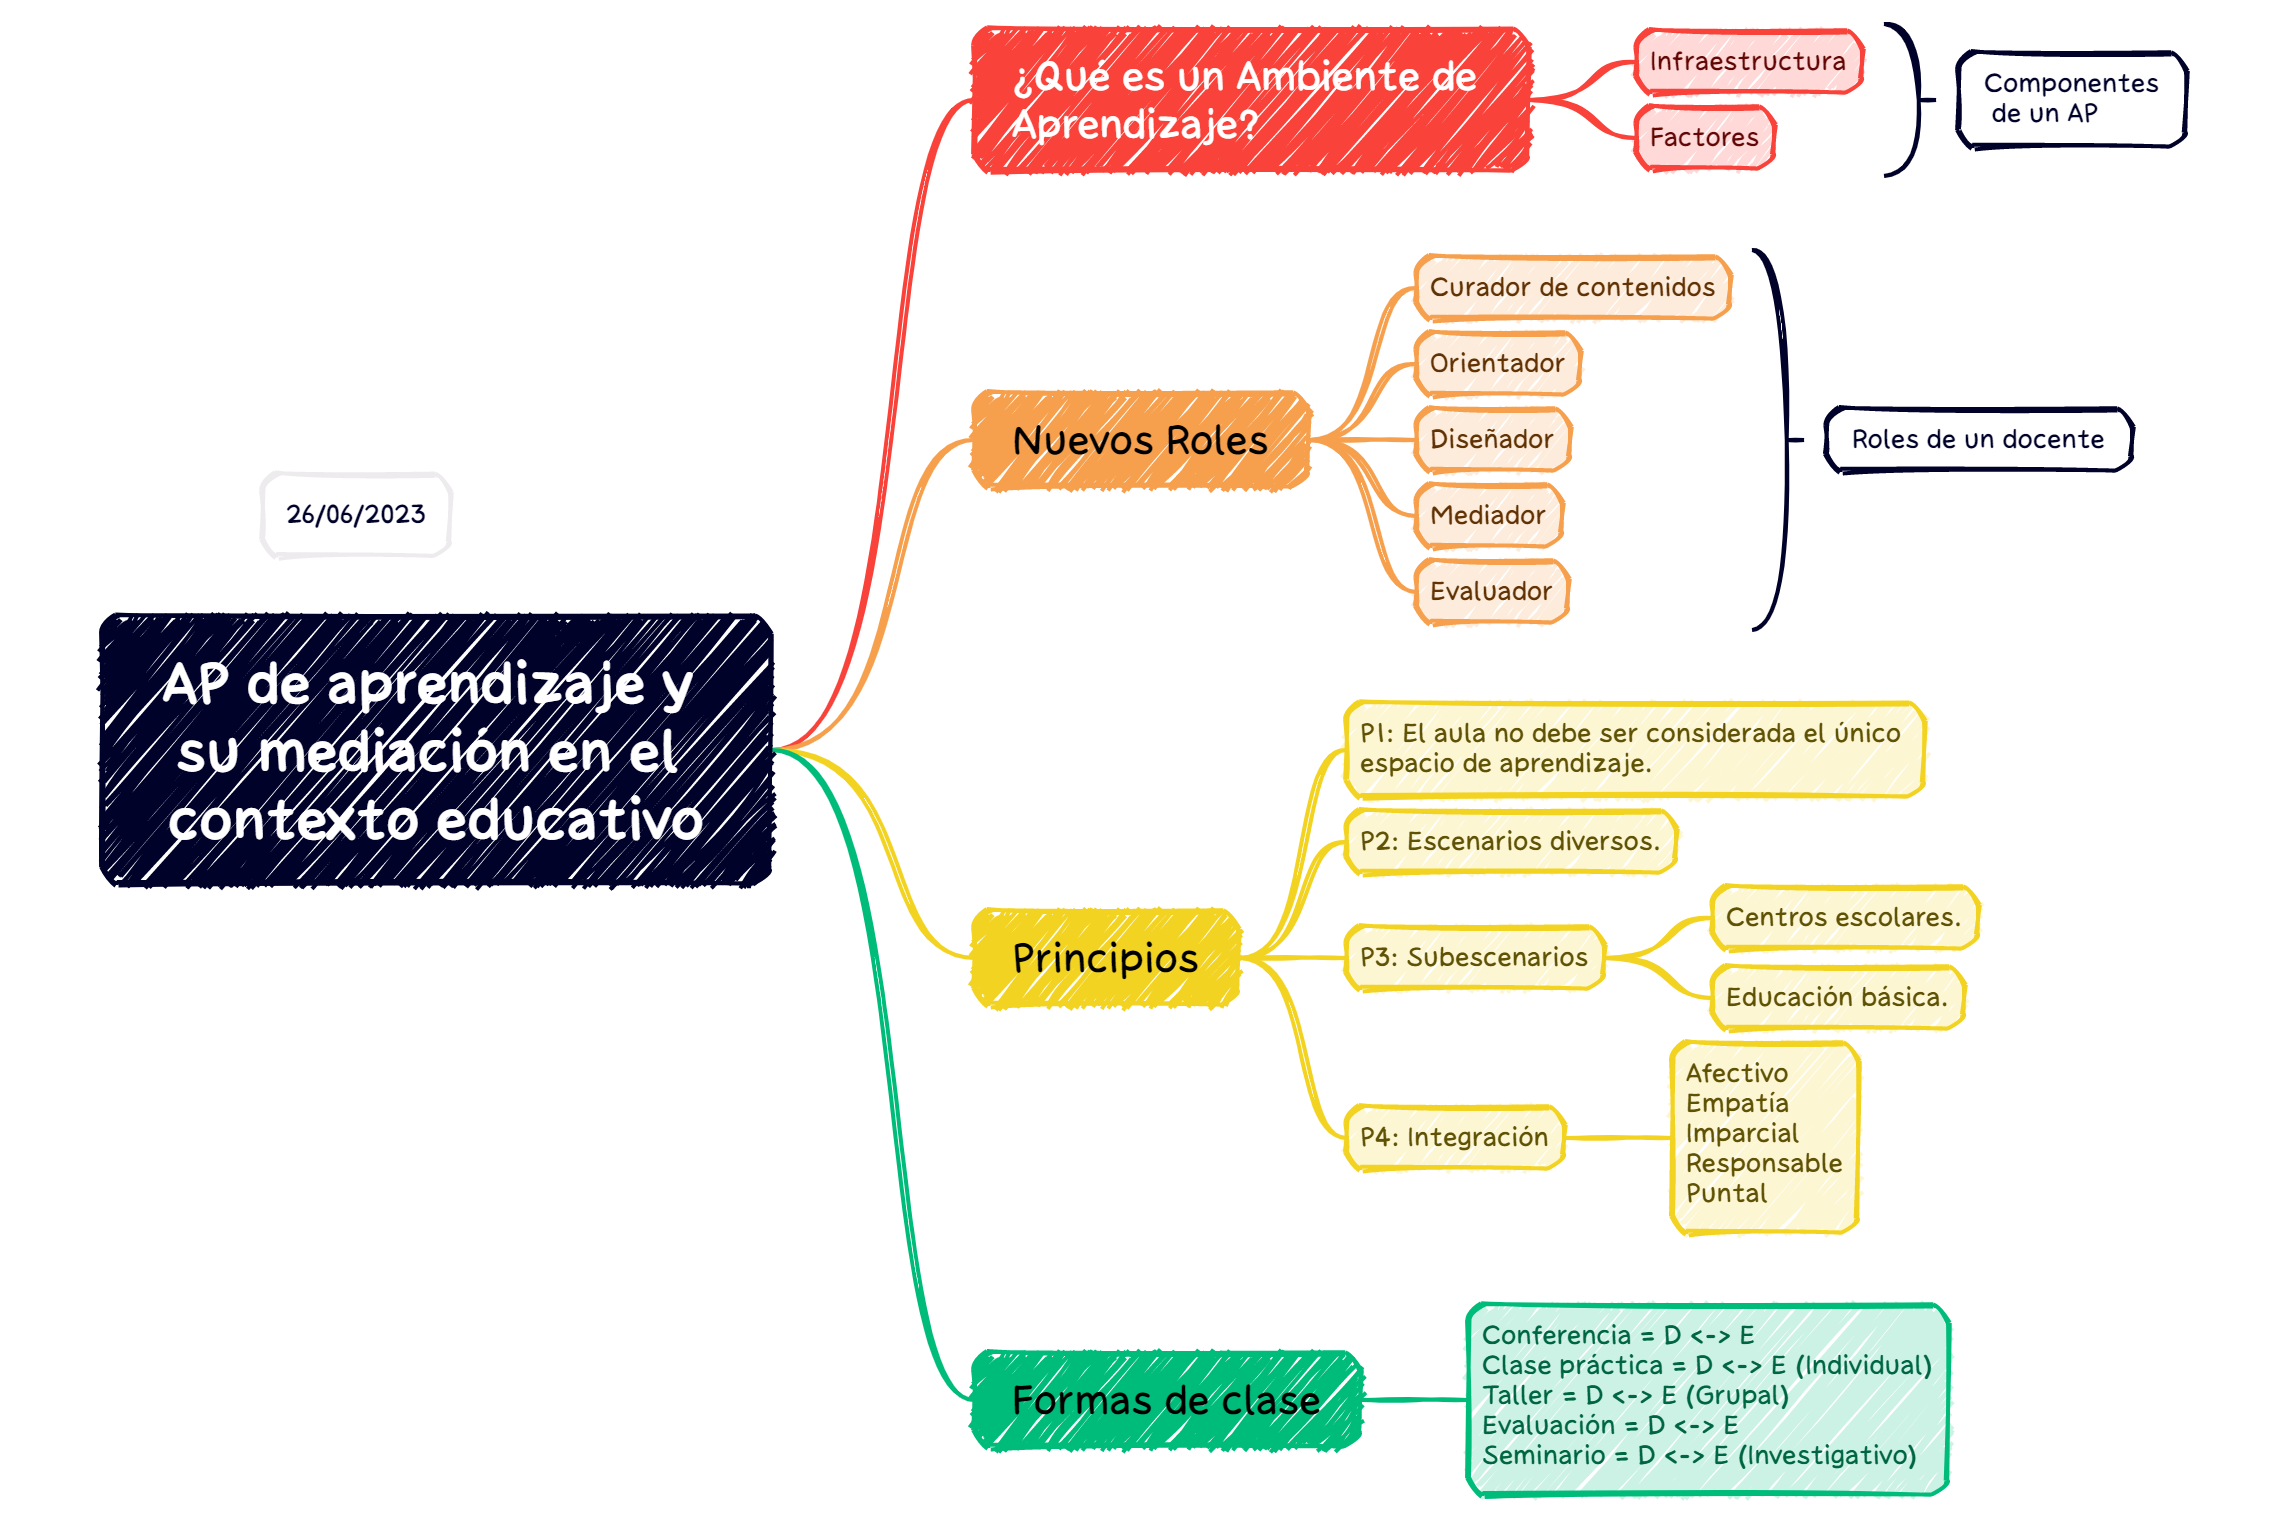 26/06/2023
AP de aprendizaje y
su mediación en el
contexto educativo
¿Qué es un Ambiente de
Aprendizaje?
Infraestructura
Factores
Componentes
de un AP
Nuevos Roles
Curador de contenidos
Orientador
Diseñador
Mediador
Evaluador
Roles de un docente
Principios
P1: El aula no debe ser considerada el único
espacio de aprendizaje.
P2: Escenarios diversos.
P3: Subescenarios
Centros escolares.
Educación básica.
P4: Integración
Afectivo
Empatía
Imparcial
Responsable
Puntal
Formas de clase
Conferencia = D <-> E
Clase práctica = D <-> E (Individual)
Taller = D <-> E (Grupal)
Evaluación = D <-> E
Seminario = D <-> E (Investigativo)